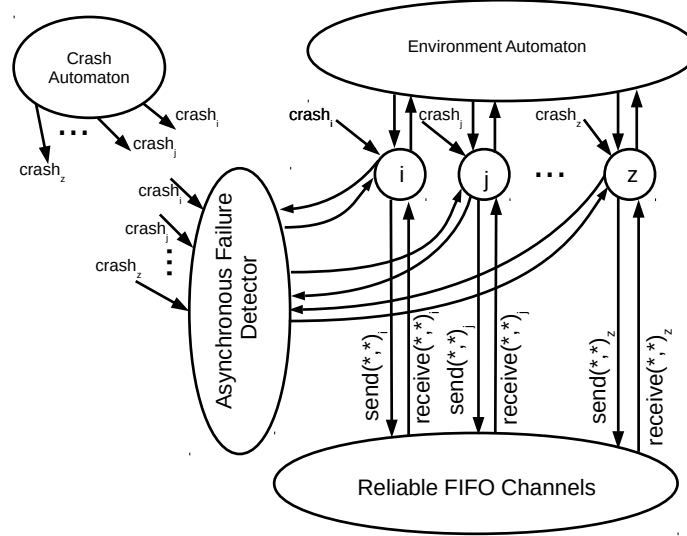 Crash
Automaton
Environment Automaton
crash_i
crash_j
crash_z
...
crash_i
crash_j
crash_z
...
crash_i
crash_j
crash_z
i
j
...
z
Asynchronous Failure
Detector
send(*,*)_i
receive(*,*)_i
send(*,*)_j
receive(*,*)_j
send(*,*)_z
receive(*,*)_z
Reliable FIFO Channels